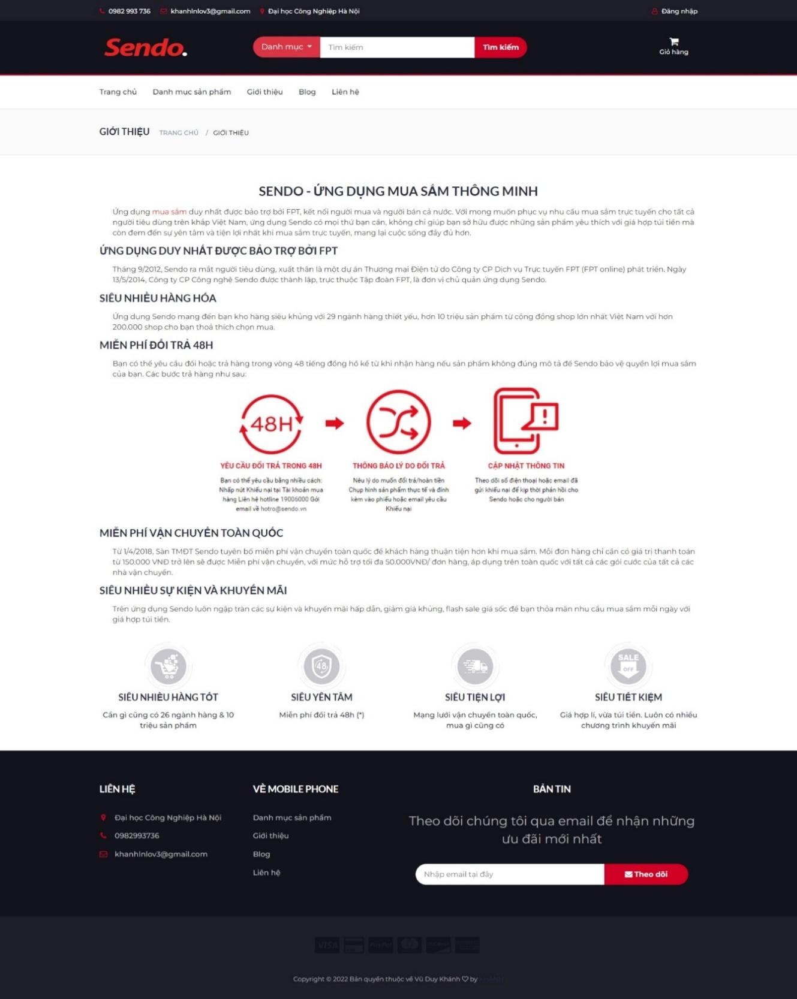 0982 993 736 khanhlnlov3@gmail.com Đại học Công Nghiệp Hà Nội Đăng nhập
Sendo. Danh mục Tìm kiếm Tìm kiếm Giỏ hàng
Trang chủ Danh mục sản phẩm Giới thiệu Blog Liên hệ
GIỚI THIỆU TRANG CHỦ / GIỚI THIỆU
SENDO - ỨNG DỤNG MUA SẮM THÔNG MINH
Ứng dụng mua sắm duy nhất được bảo trợ bởi FPT, kết nối người mua và người bán cả nước. Với mong muốn phục vụ nhu cầu mua sắm trực tuyến cho tất cả
người tiêu dùng trên khắp Việt Nam, ứng dụng Sendo có mọi thứ bạn cần, không chỉ giúp bạn sở hữu được những sản phẩm yêu thích với giá hợp túi tiền mà
còn đem đến sự yên tâm và tiện lợi nhất khi mua sắm trực tuyến, mang lại cuộc sống đầy đủ hơn.
ỨNG DỤNG DUY NHẤT ĐƯỢC BẢO TRỢ BỞI FPT
Tháng 9/2012, Sendo ra mắt người tiêu dùng, xuất thân là một dự án Thương mại Điện tử do Công ty CP Dịch vụ Trực tuyến FPT (FPT online) phát triển. Ngày
13/5/2014, Công ty CP Công nghệ Sendo được thành lập, trực thuộc Tập đoàn FPT, là đơn vị chủ quản ứng dụng Sendo.
SIÊU NHIỀU HÀNG HÓA
Ứng dụng Sendo mang đến bạn kho hàng siêu khủng với 29 ngành hàng thiết yếu, hơn 10 triệu sản phẩm từ cộng đồng shop lớn nhất Việt Nam với hơn
200.000 shop cho bạn thoả thích chọn mua.
MIỄN PHÍ ĐỔI TRẢ 48H
Bạn có thể yêu cầu đổi hoặc trả hàng trong vòng 48 tiếng đồng hồ kể từ khi nhận hàng nếu sản phẩm không đúng mô tả để Sendo bảo vệ quyền lợi mua sắm
của bạn. Các bước trả hàng như sau:
48H
YÊU CẦU ĐỔI TRẢ TRONG 48H
Bạn có thể yêu cầu bằng nhiều cách:
Nhấp nút Khiếu nại tại Tài khoản mua
hàng Liên hệ hotline 19006000 Gởi
email về hotro@sendo.vn
THÔNG BÁO LÝ DO ĐỔI TRẢ
Nêu lý do muốn đổi trả/hoàn tiền
Chụp hình sản phẩm thực tế và đính
kèm vào phiếu hoặc email yêu cầu
Khiếu nại
CẬP NHẬT THÔNG TIN
Theo dõi số điện thoại hoặc email đã
gửi khiếu nại để kịp thời phản hồi cho
Sendo hoặc cho người bán
MIỄN PHÍ VẬN CHUYỂN TOÀN QUỐC
Từ 1/4/2018, Sàn TMĐT Sendo tuyên bố miễn phí vận chuyển toàn quốc để khách hàng thuận tiện hơn khi mua sắm. Mỗi đơn hàng chỉ cần có giá trị thanh toán
từ 150.000 VNĐ trở lên sẽ được Miễn phí vận chuyển, với mức hỗ trợ tối đa 50.000VNĐ/ đơn hàng, áp dụng trên toàn quốc với tất cả các gói cước của tất cả các
nhà vận chuyển.
SIÊU NHIỀU SỰ KIỆN VÀ KHUYẾN MÃI
Trên ứng dụng Sendo luôn ngập tràn các sự kiện và khuyến mãi hấp dẫn, giảm giá khủng, flash sale giá sốc để bạn thỏa mãn nhu cầu mua sắm mỗi ngày với
giá hợp túi tiền.
48
SALE
OFF
SIÊU NHIỀU HÀNG TỐT
Cần gì cũng có 26 ngành hàng & 10
triệu sản phẩm
SIÊU YÊN TÂM
Miễn phí đổi trả 48h (*)
SIÊU TIỆN LỢI
Mạng lưới vận chuyển toàn quốc,
mua gì cũng có
SIÊU TIẾT KIỆM
Giá hợp lí, vừa túi tiền. Luôn có nhiều
chương trình khuyến mãi
LIÊN HỆ
Đại học Công Nghiệp Hà Nội
0982993736
khanhlnlov3@gmail.com
VỀ MOBILE PHONE
Danh mục sản phẩm
Giới thiệu
Blog
Liên hệ
BẢN TIN
Theo dõi chúng tôi qua email để nhận những
ưu đãi mới nhất
Nhập email tại đây Theo dõi
VISA PayPal
Copyright © 2022 Bản quyền thuộc về Vũ Duy Khánh by